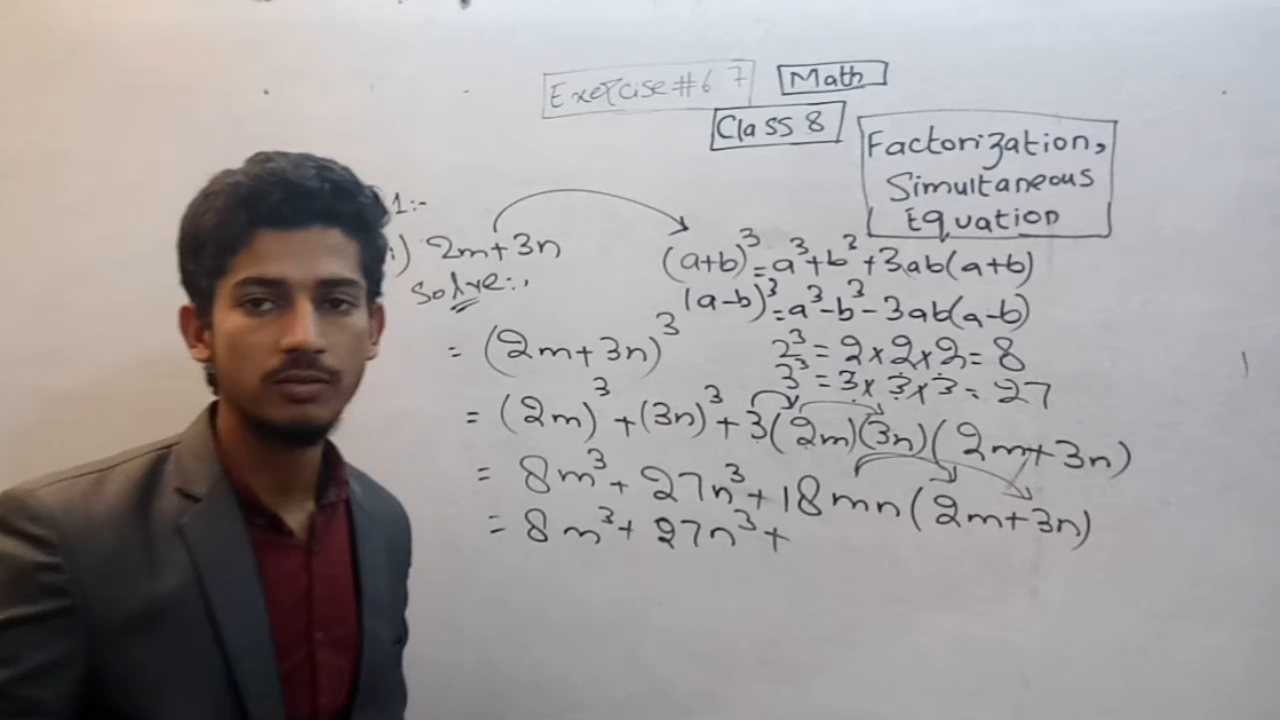 Exercise #6 7
Math
Class 8
Factorization,
Simultaneous
Equation
1:-
i) 2m+3n
Solve:,
(a+b)³=a³+b³+3ab(a+b)
(a-b)³=a³-b³-3ab(a-b)
= (2m+3n)³
2³ = 2×2×2=8
3³ = 3×3×3=27
= (2m)³+(3n)³+3(2m)(3n)(2m+3n)
= 8m³+27n³+18mn(2m+3n)
= 8m³+27n³+